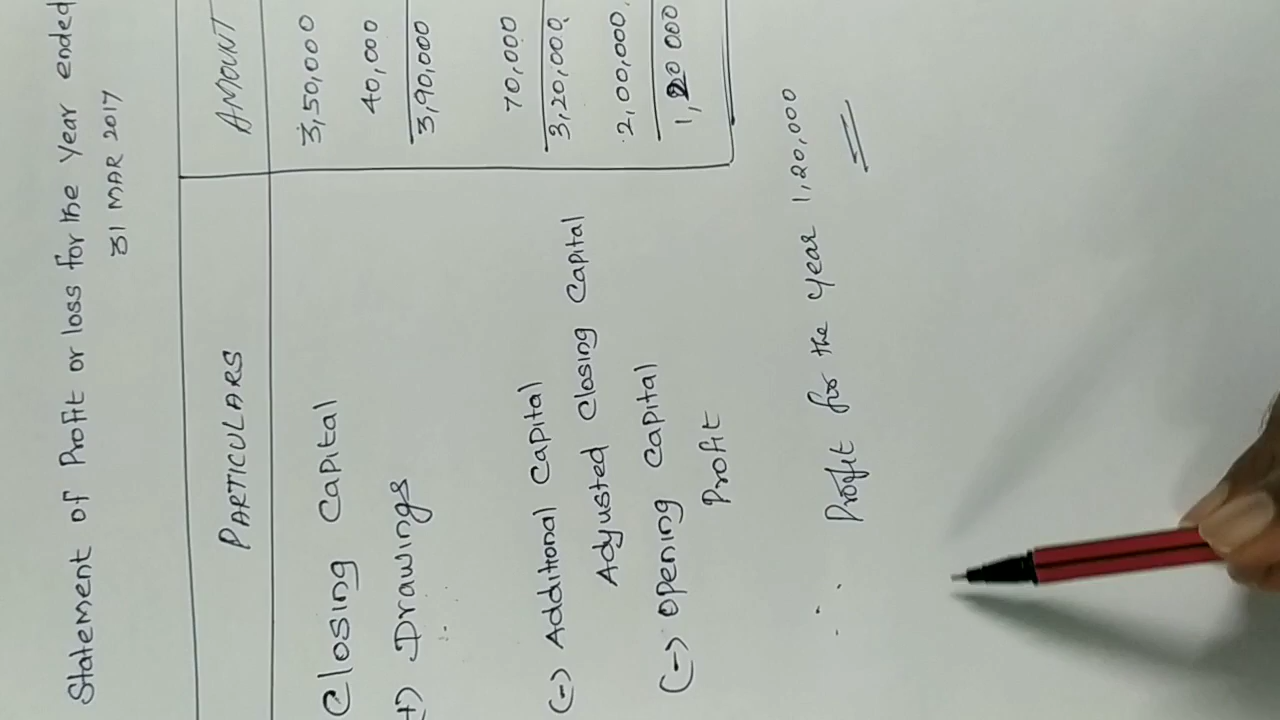 Statement of Profit or loss for the year ended
31 MAR 2017
PARTICULARS AMOUNT
Closing Capital 3,50,000
+) Drawings 40,000
3,90,000
(-) Additional Capital 70,000
Adjusted Closing Capital 3,20,000
(-) Opening Capital 2,00,000
Profit 1,20 000
∴ Profit for the year 1,20,000